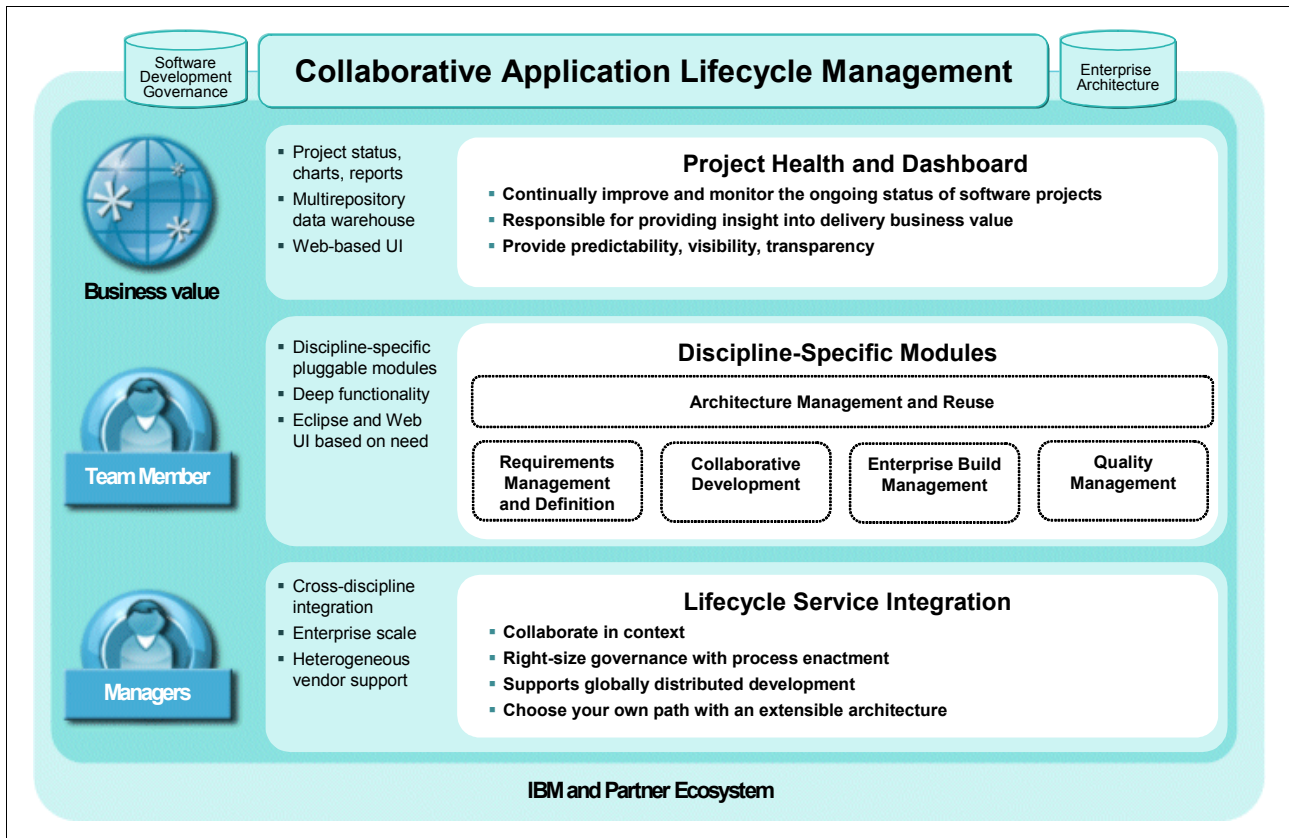 Software
Development
Governance
Collaborative Application Lifecycle Management
Enterprise
Architecture
Business value
▪ Project status,
charts, reports
▪ Multirepository
data warehouse
▪ Web-based UI
Project Health and Dashboard
▪ Continually improve and monitor the ongoing status of software projects
▪ Responsible for providing insight into delivery business value
▪ Provide predictability, visibility, transparency
Team Member
▪ Discipline-specific
pluggable modules
▪ Deep functionality
▪ Eclipse and Web
UI based on need
Discipline-Specific Modules
Architecture Management and Reuse
Requirements
Management
and Definition
Collaborative
Development
Enterprise Build
Management
Quality
Management
Managers
▪ Cross-discipline
integration
▪ Enterprise scale
▪ Heterogeneous
vendor support
Lifecycle Service Integration
▪ Collaborate in context
▪ Right-size governance with process enactment
▪ Supports globally distributed development
▪ Choose your own path with an extensible architecture
IBM and Partner Ecosystem